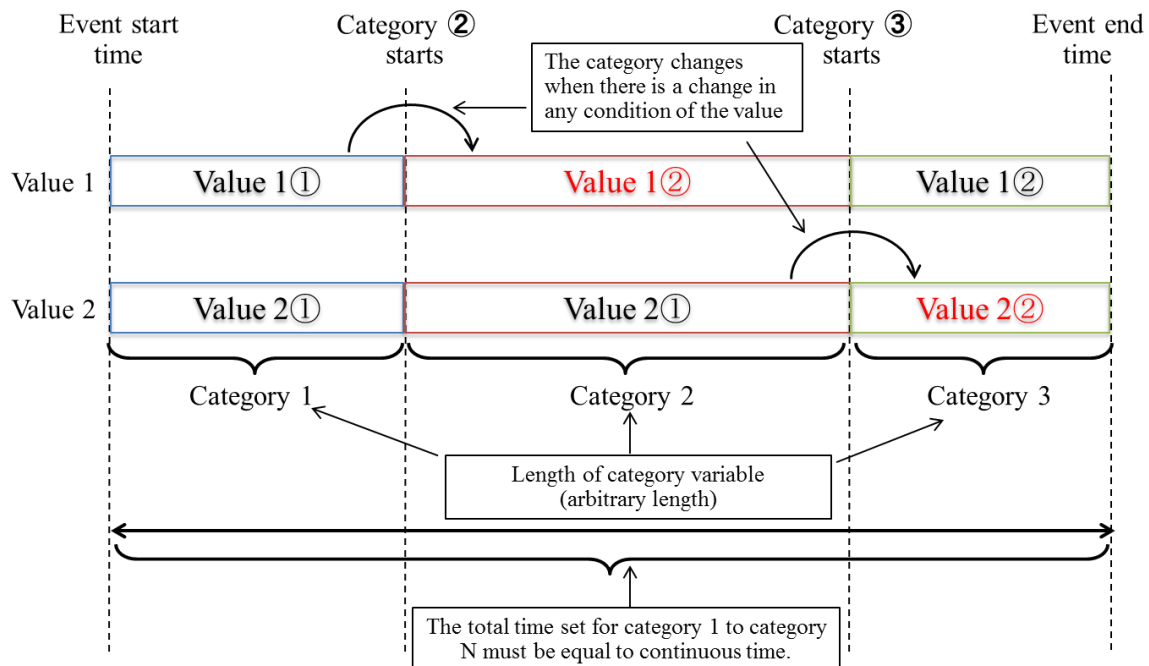 Event start
time
Category ②
starts
Category ③
starts
Event end
time
The category changes
when there is a change in
any condition of the value
Value 1
Value 1①
Value 1②
Value 1②
Value 2
Value 2①
Value 2①
Value 2②
Category 1
Category 2
Category 3
Length of category variable
(arbitrary length)
The total time set for category 1 to category
N must be equal to continuous time.